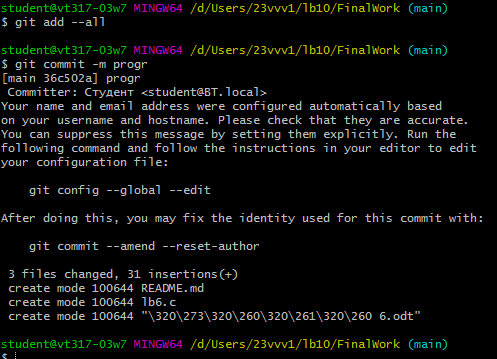 student@vt317-03w7 MINGW64 /d/Users/23vvv1/lb10/FinalWork (main)
$ git add --all
student@vt317-03w7 MINGW64 /d/Users/23vvv1/lb10/FinalWork (main)
$ git commit -m progr
[main 36c502a] progr
Committer: Студент <student@BT.local>
Your name and email address were configured automatically based
on your username and hostname. Please check that they are accurate.
You can suppress this message by setting them explicitly. Run the
following command and follow the instructions in your editor to edit
your configuration file:
git config --global --edit
After doing this, you may fix the identity used for this commit with:
git commit --amend --reset-author
3 files changed, 31 insertions(+)
create mode 100644 README.md
create mode 100644 lb6.c
create mode 100644 "\320\273\320\260\320\261\320\260 6.odt"
student@vt317-03w7 MINGW64 /d/Users/23vvv1/lb10/FinalWork (main)
$